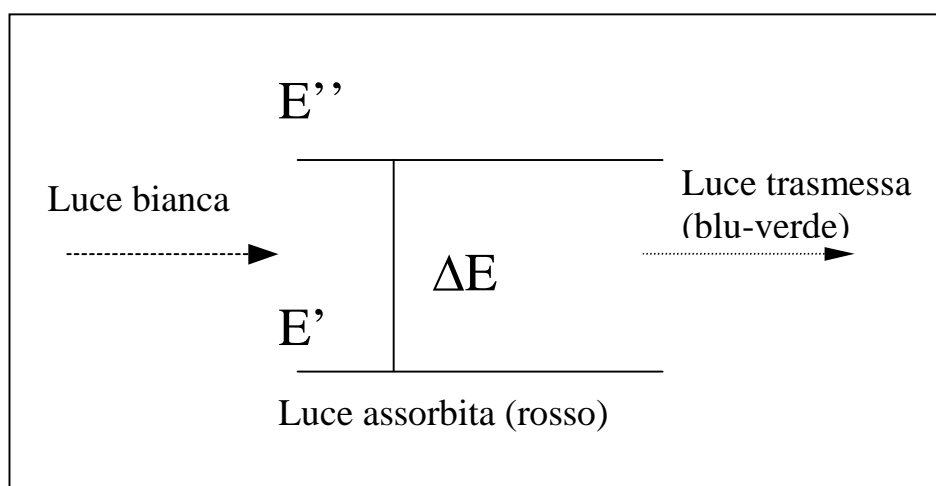 E’’
Luce bianca
Luce trasmessa
(blu-verde)
ΔE
E’
Luce assorbita (rosso)